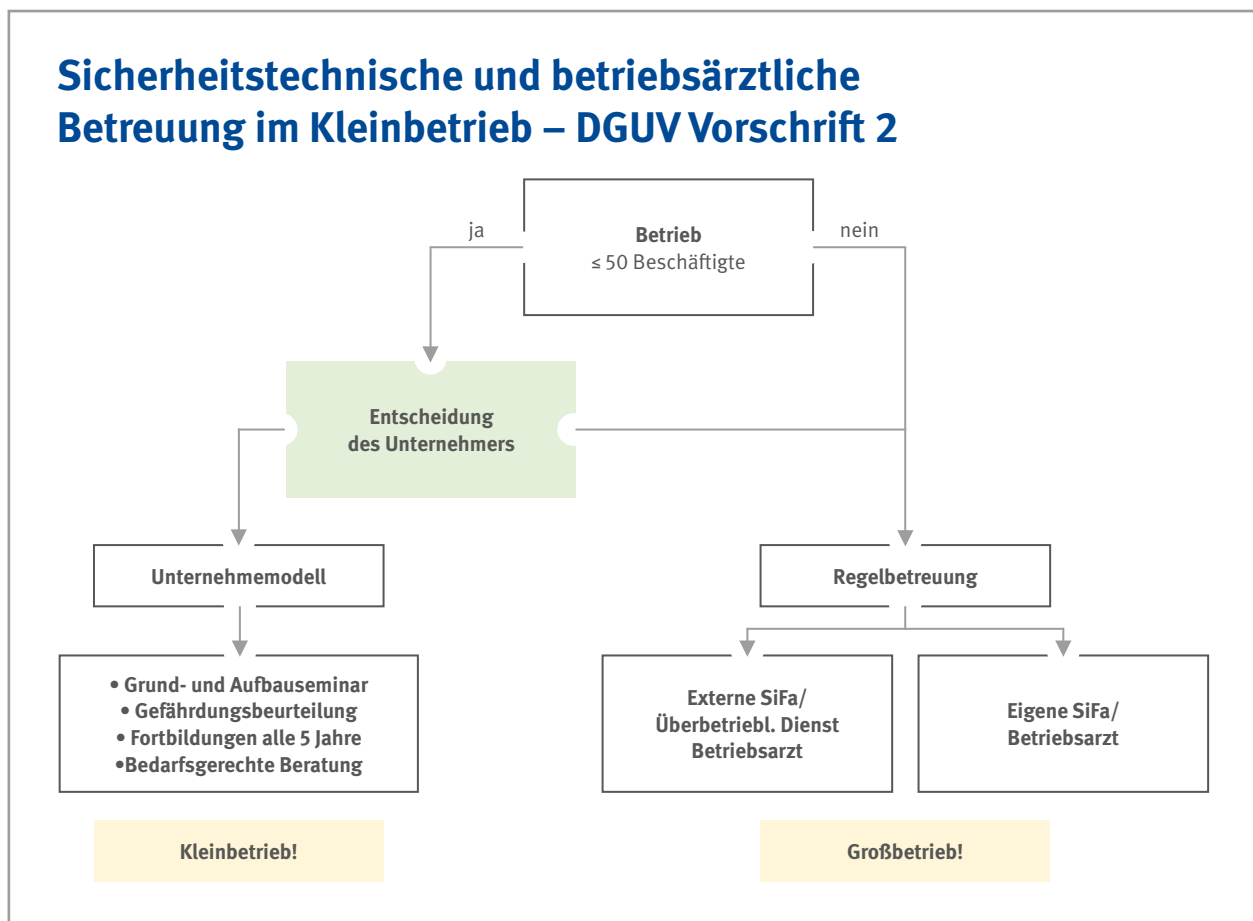 Sicherheitstechnische und betriebsärztliche
Betreuung im Kleinbetrieb – DGUV Vorschrift 2
ja
Betrieb
≤ 50 Beschäftigte
nein
Entscheidung
des Unternehmers
Unternehmemodell
Regelbetreuung
• Grund- und Aufbauseminar
• Gefährdungsbeurteilung
• Fortbildungen alle 5 Jahre
•Bedarfsgerechte Beratung
Externe SiFa/
Überbetriebl. Dienst
Betriebsarzt
Eigene SiFa/
Betriebsarzt
Kleinbetrieb!
Großbetrieb!